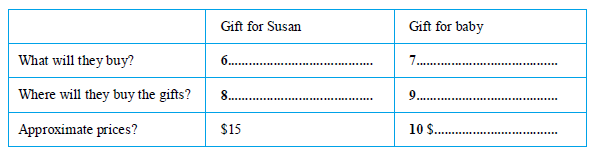 Gift for Susan Gift for baby
What will they buy? 6........................................... 7...........................................
Where will they buy the gifts? 8........................................... 9...........................................
Approximate prices? $15 10 $.....................................